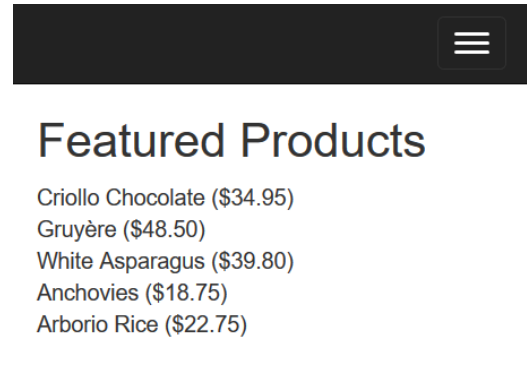 Featured Products
Criollo Chocolate ($34.95)
Gruyère ($48.50)
White Asparagus ($39.80)
Anchovies ($18.75)
Arborio Rice ($22.75)